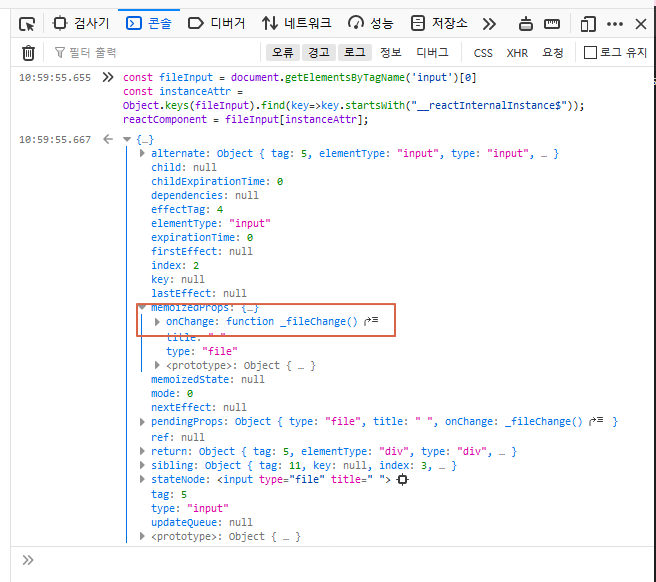 검사기 콘솔 디버거 네트워크 성능 저장소
필터 출력 오류 경고 로그 정보 디버그 CSS XHR 요청 로그 유지
10:59:55.655 const fileInput = document.getElementsByTagName('input')[0]
const instanceAttr =
Object.keys(fileInput).find(key=>key.startsWith("__reactInternalInstance$"));
reactComponent = fileInput[instanceAttr];
10:59:55.667 {…}
alternate: Object { tag: 5, elementType: "input", type: "input", … }
child: null
childExpirationTime: 0
dependencies: null
effectTag: 4
elementType: "input"
expirationTime: 0
firstEffect: null
index: 2
key: null
lastEffect: null
memoizedProps: {…}
onChange: function _fileChange()
title: " "
type: "file"
<prototype>: Object { … }
memoizedState: null
mode: 0
nextEffect: null
pendingProps: Object { type: "file", title: " ", onChange: _fileChange() }
ref: null
return: Object { tag: 5, elementType: "div", type: "div", … }
sibling: Object { tag: 11, key: null, index: 3, … }
stateNode: <input type="file" title=" ">
tag: 5
type: "input"
updateQueue: null
<prototype>: Object { … }